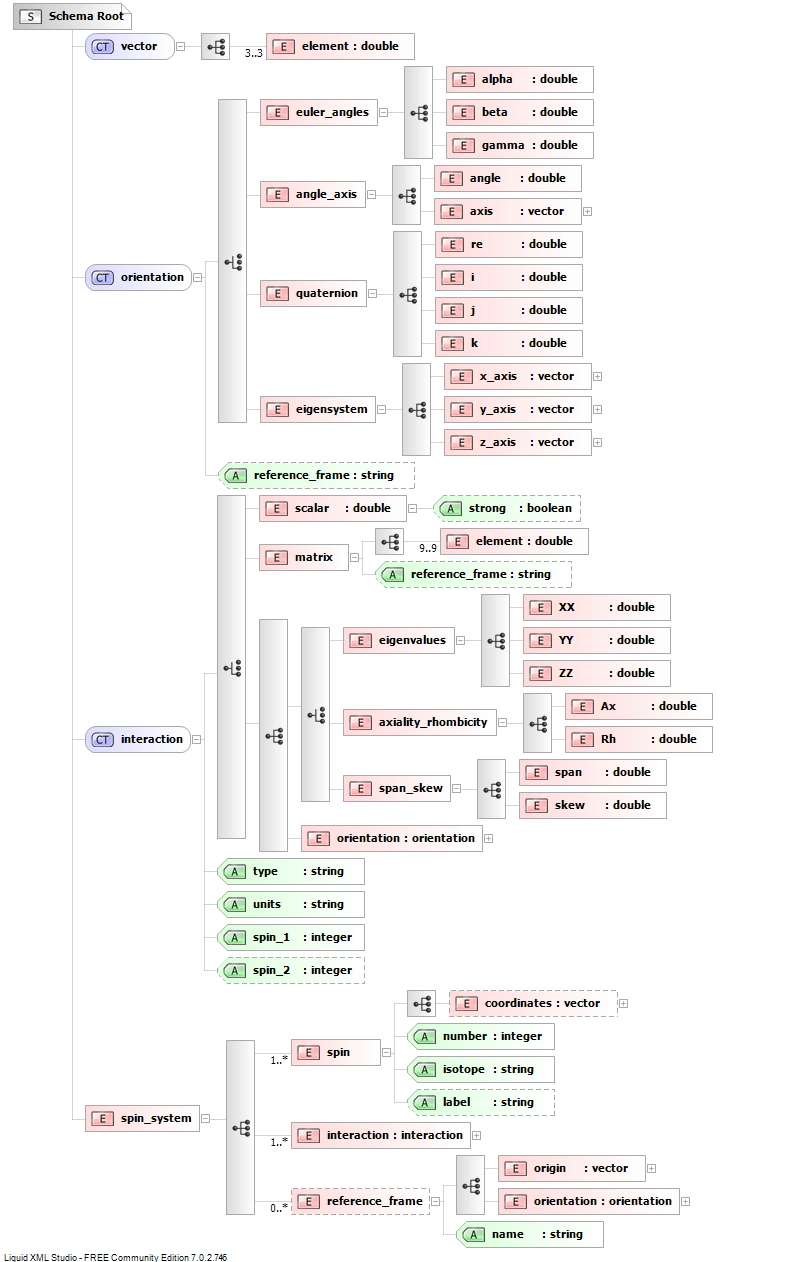 S Schema Root
CT vector
3..3
E element : double
E alpha : double
E euler_angles
E beta : double
E gamma : double
E angle : double
E angle_axis
E axis : vector
E re : double
CT orientation
E i : double
E quaternion
E j : double
E k : double
E x_axis : vector
E eigensystem
E y_axis : vector
E z_axis : vector
A reference_frame : string
E scalar : double
A strong : boolean
E matrix
9..9
E element : double
A reference_frame : string
E XX : double
E eigenvalues
E YY : double
E ZZ : double
E Ax : double
E axiality_rhombicity
CT interaction
E Rh : double
E span : double
E span_skew
E skew : double
E orientation : orientation
A type : string
A units : string
A spin_1 : integer
A spin_2 : integer
E coordinates : vector
A number : integer
1..*
E spin
A isotope : string
A label : string
E spin_system
1..*
E interaction : interaction
E origin : vector
0..*
E reference_frame
E orientation : orientation
A name : string
Liquid XML Studio - FREE Community Edition 7.0.2.746